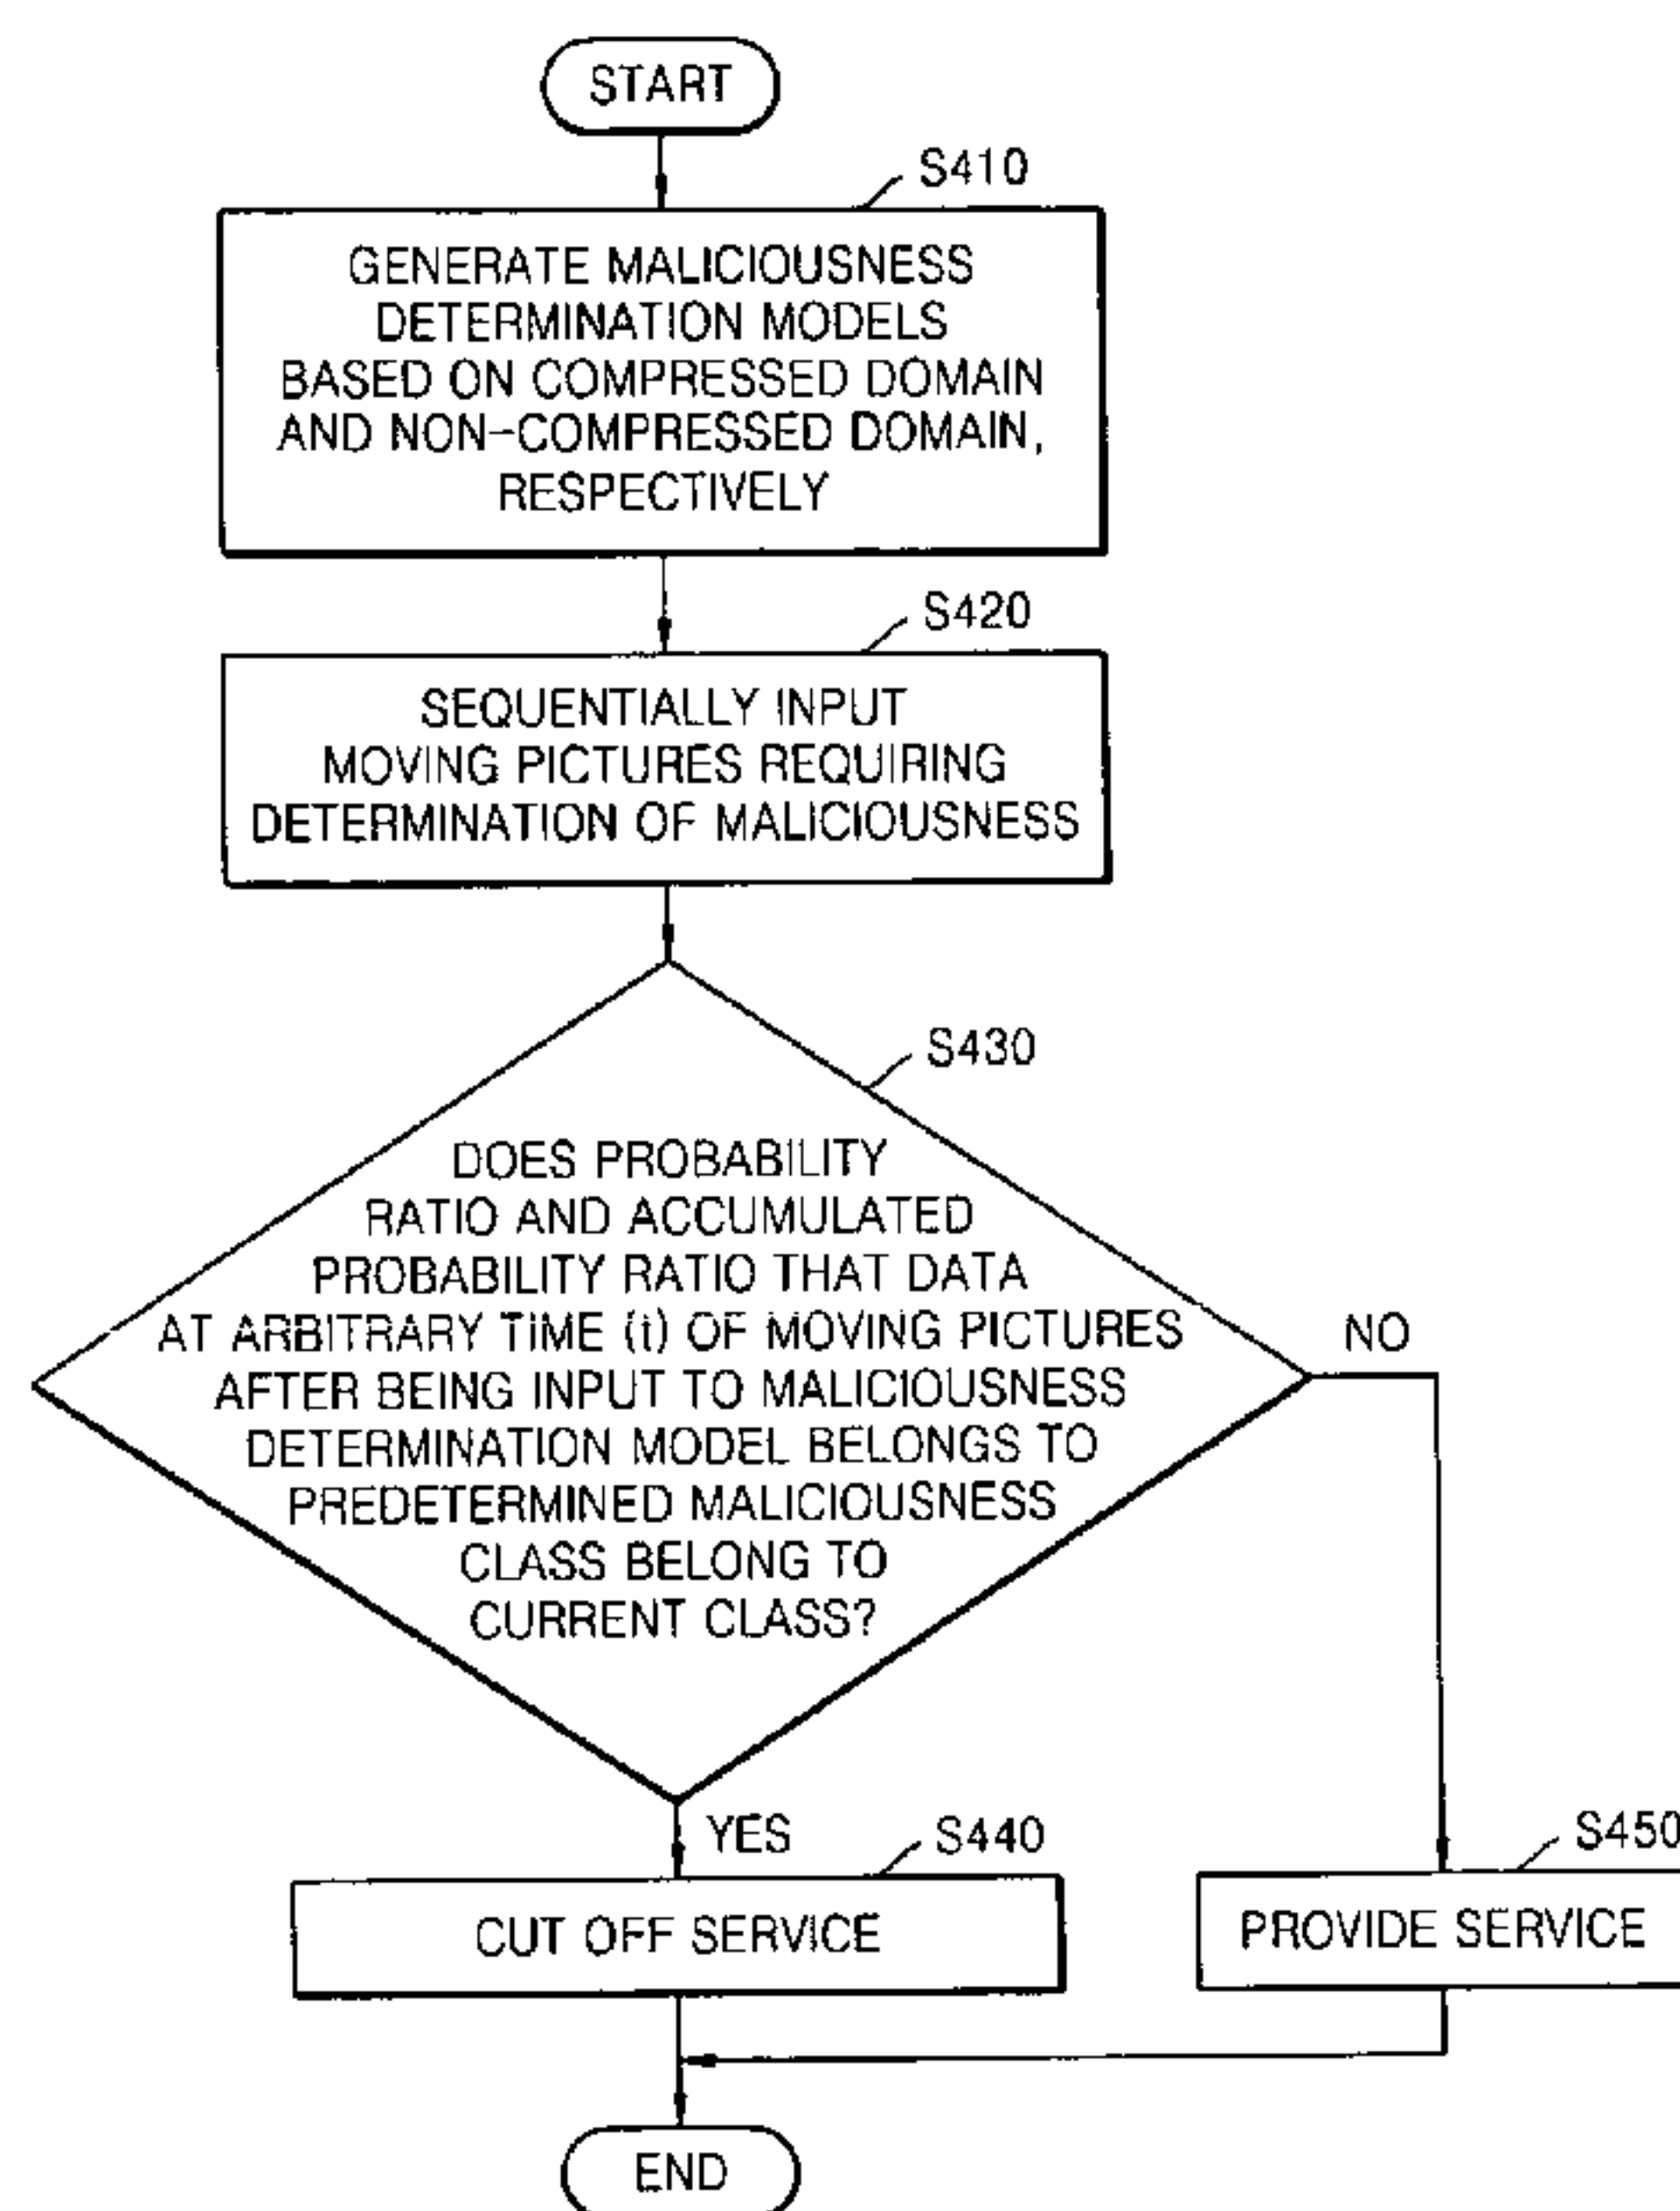 START
S410
GENERATE MALICIOUSNESS
DETERMINATION MODELS
BASED ON COMPRESSED DOMAIN
AND NON-COMPRESSED DOMAIN,
RESPECTIVELY
S420
SEQUENTIALLY INPUT
MOVING PICTURES REQUIRING
DETERMINATION OF MALICIOUSNESS
S430
DOES PROBABILITY
RATIO AND ACCUMULATED
PROBABILITY RATIO THAT DATA
AT ARBITRARY TIME (t) OF MOVING PICTURES
AFTER BEING INPUT TO MALICIOUSNESS
DETERMINATION MODEL BELONGS TO
PREDETERMINED MALICIOUSNESS
CLASS BELONG TO
CURRENT CLASS?
NO
YES
S440
CUT OFF SERVICE
S450
PROVIDE SERVICE
END